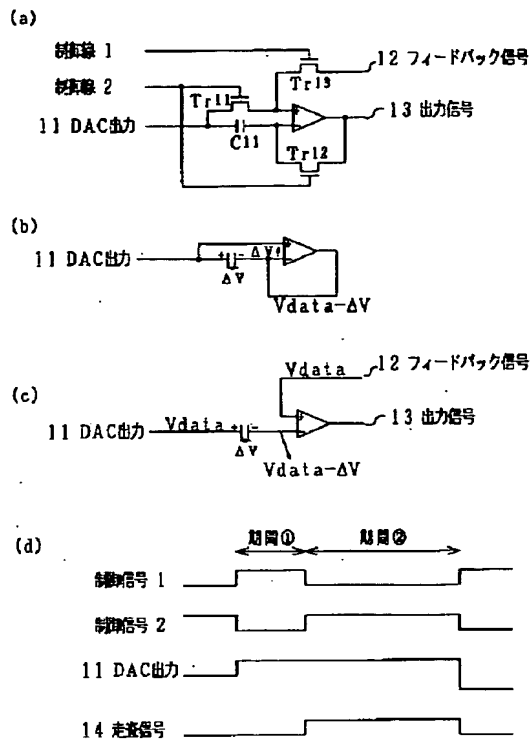 (a)
制御線 1
12 フィードバック信号
Tr13
制御線 2
Tr11
11 DAC出力
13 出力信号
C11
Tr12
(b)
11 DAC出力
+ - ΔV'
ΔV
Vdata-ΔV
(c)
Vdata
12 フィードバック信号
11 DAC出力
Vdata
+ -
13 出力信号
ΔV
Vdata-ΔV
(d)
期間①
期間②
制御信号 1
制御信号 2
11 DAC出力
14 走査信号